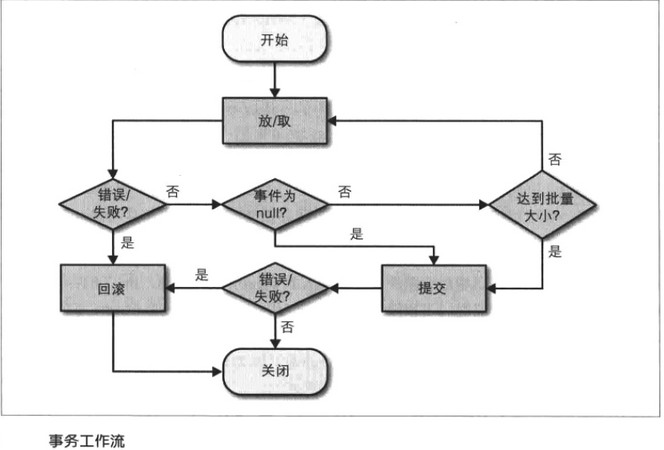 开始
放/取
否
错误/
失败?
否
事件为
null?
否
达到批量
大小?
是
是
是
回滚
是
错误/
失败?
提交
否
关闭
事务工作流